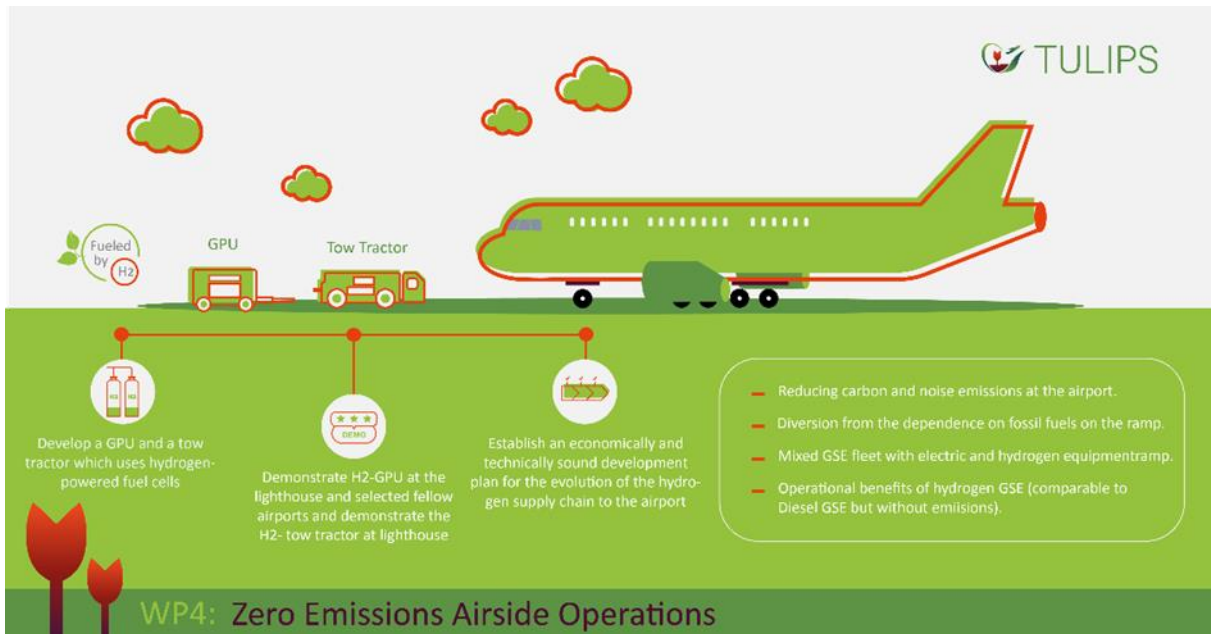 TULIPS
Fueled
by
H2
GPU
Tow Tractor
H2 H2
DEMO
Develop a GPU and a tow
tractor which uses hydrogen-
powered fuel cells
Demonstrate H2-GPU at the
lighthouse and selected fellow
airports and demonstrate the
H2- tow tractor at lighthouse
Establish an economically and
technically sound development
plan for the evolution of the hydro-
gen supply chain to the airport
Reducing carbon and noise emissions at the airport.
Diversion from the dependence on fossil fuels on the ramp.
Mixed GSE fleet with electric and hydrogen equipmentramp.
Operational benefits of hydrogen GSE (comparable to
Diesel GSE but without emiisions).
WP4: Zero Emissions Airside Operations